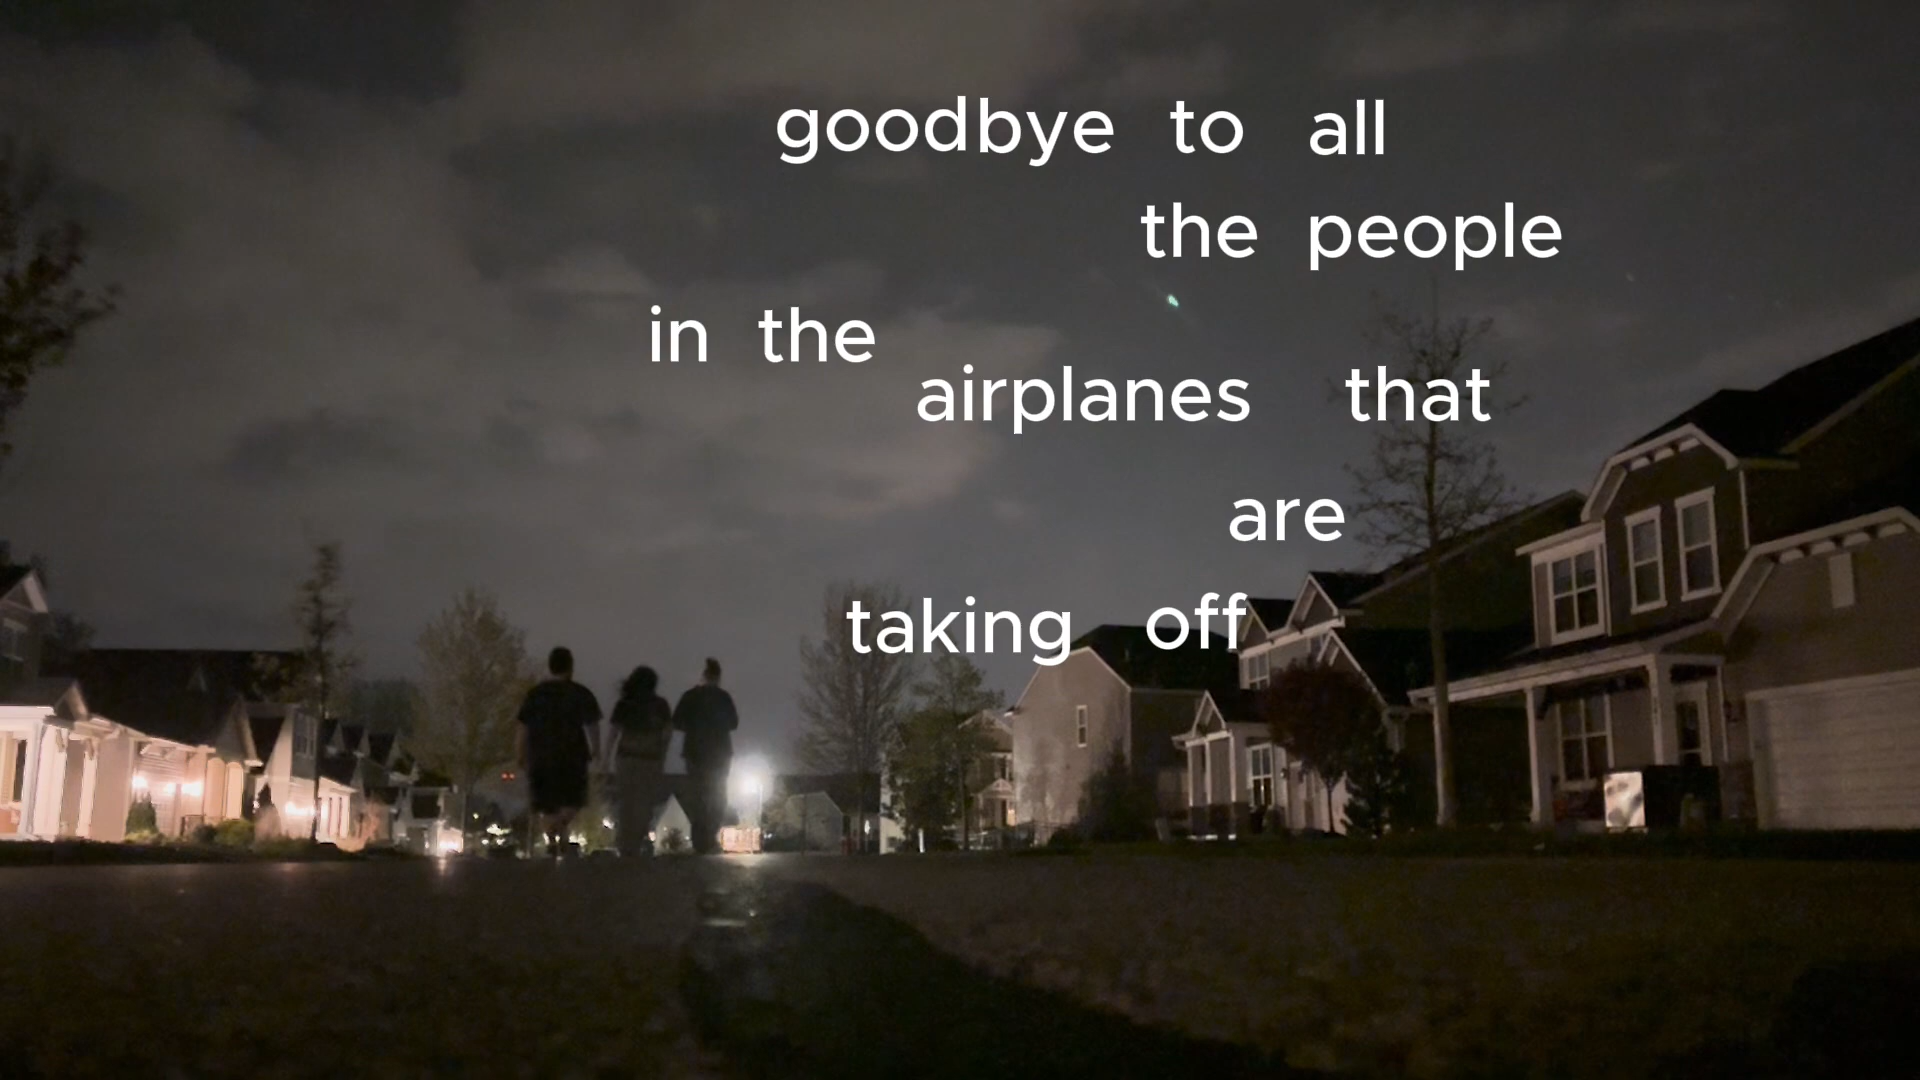 goodbye to all
the people
in the
airplanes that
are
taking off